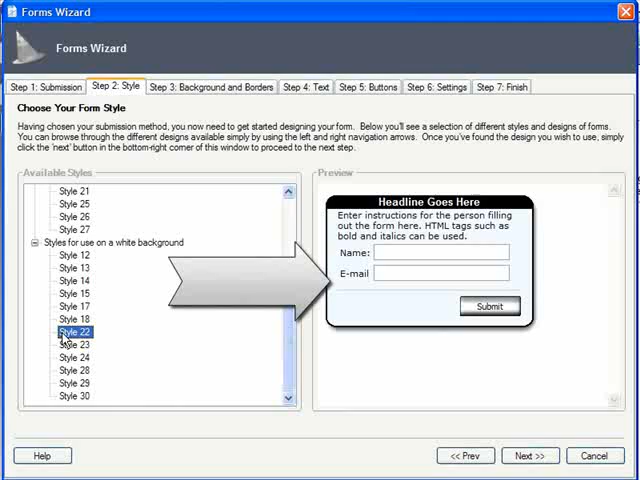 Forms Wizard
Forms Wizard
Step 1: Submission
Step 2: Style
Step 3: Background and Borders
Step 4: Text
Step 5: Buttons
Step 6: Settings
Step 7: Finish
Choose Your Form Style
Having chosen your submission method, you now need to get started designing your form. Below you'll see a selection of different styles and designs of forms.
You can browse through the different designs available simply by using the left and right navigation arrows. Once you've found the design you wish to use, simply
click the 'next' button in the bottom-right corner of this window to proceed to the next step.
Available Styles
Style 21
Style 25
Style 26
Style 27
Styles for use on a white background
Style 12
Style 13
Style 14
Style 15
Style 17
Style 18
Style 22
Style 23
Style 24
Style 28
Style 29
Style 30
Preview
Headline Goes Here
Enter instructions for the person filling
out the form here. HTML tags such as
bold and italics can be used.
Name:
E-mail
Submit
Help
<< Prev
Next >>
Cancel